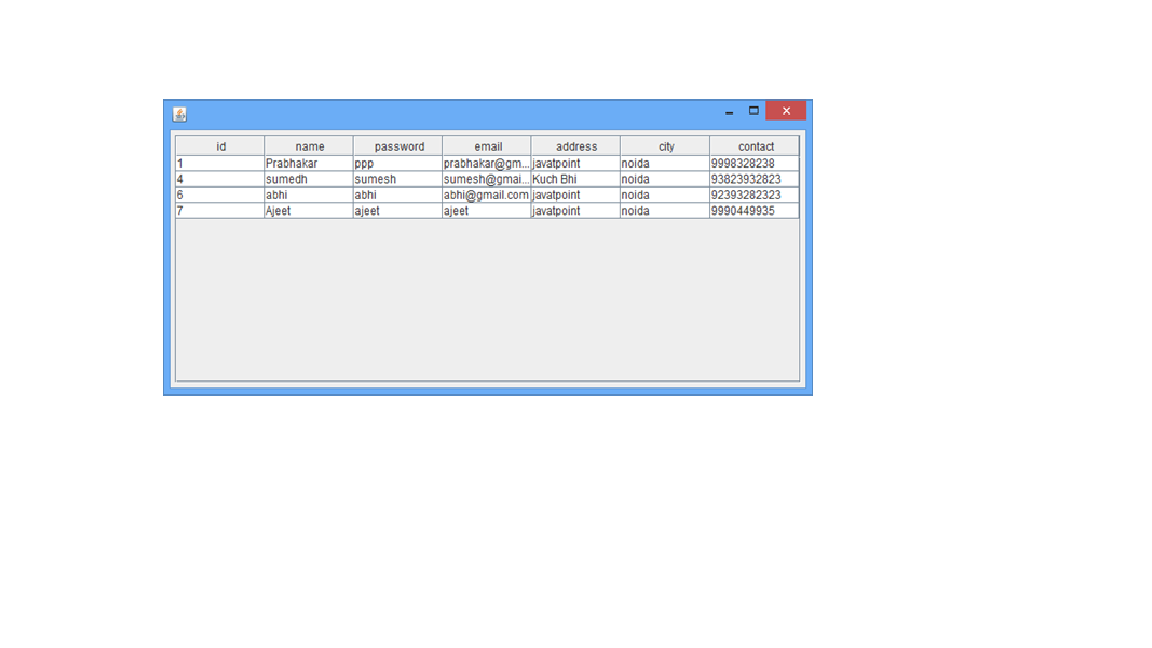 id name password email address city contact
1 Prabhakar ppp prabhakar@gm... javatpoint noida 9998328238
4 sumedh sumesh sumesh@gmai... Kuch Bhi noida 93823932823
6 abhi abhi abhi@gmail.com javatpoint noida 92393282323
7 Ajeet ajeet ajeet javatpoint noida 9990449935